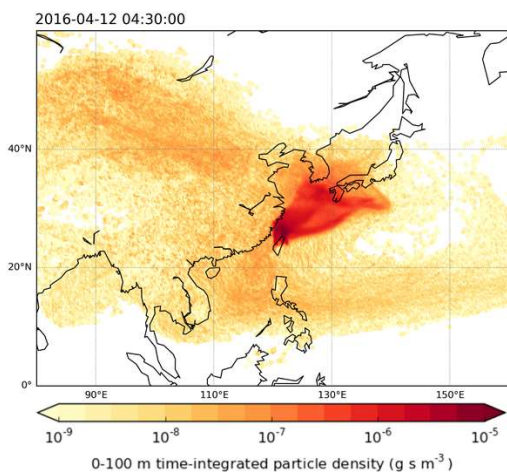 2016-04-12 04:30:00
40°N
20°N
0°
90°E 110°E 130°E 150°E
10⁻⁹ 10⁻⁸ 10⁻⁷ 10⁻⁶ 10⁻⁵
0-100 m time-integrated particle density (g s m⁻³)